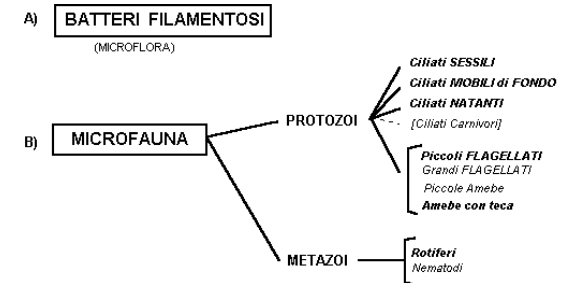 A) BATTERI FILAMENTOSI
(MICROFLORA)
Ciliati SESSILI
Ciliati MOBILI di FONDO
Ciliati NATANTI
[Ciliati Carnivori]
PROTOZOI
B) MICROFAUNA
Piccoli FLAGELLATI
Grandi FLAGELLATI
Piccole Amebe
Amebe con teca
METAZOI
Rotiferi
Nematodi